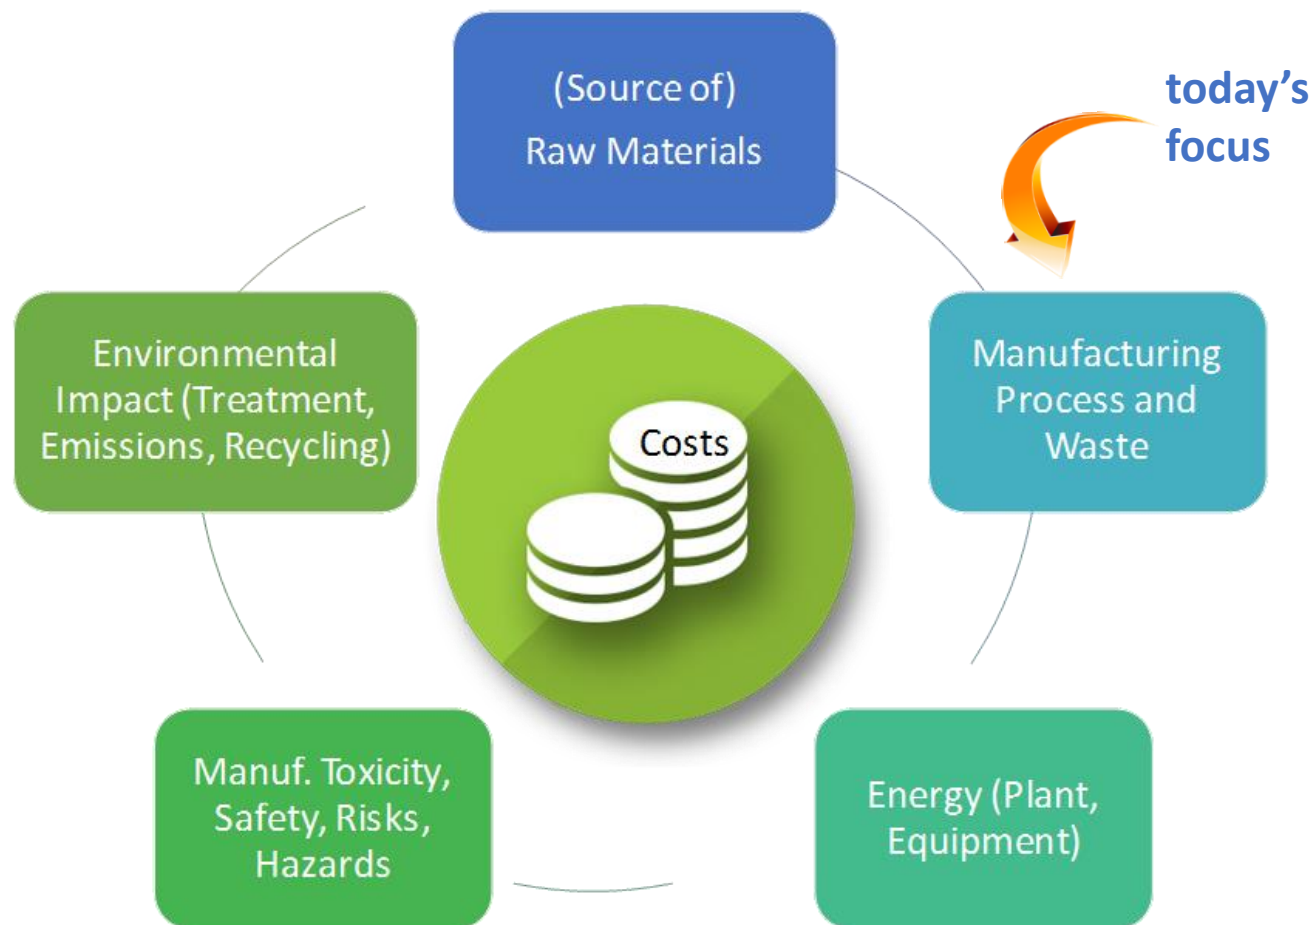 (Source of)
Raw Materials
today’s
focus
Environmental
Impact (Treatment,
Emissions, Recycling)
Manufacturing
Process and
Waste
Costs
Manuf. Toxicity,
Safety, Risks,
Hazards
Energy (Plant,
Equipment)